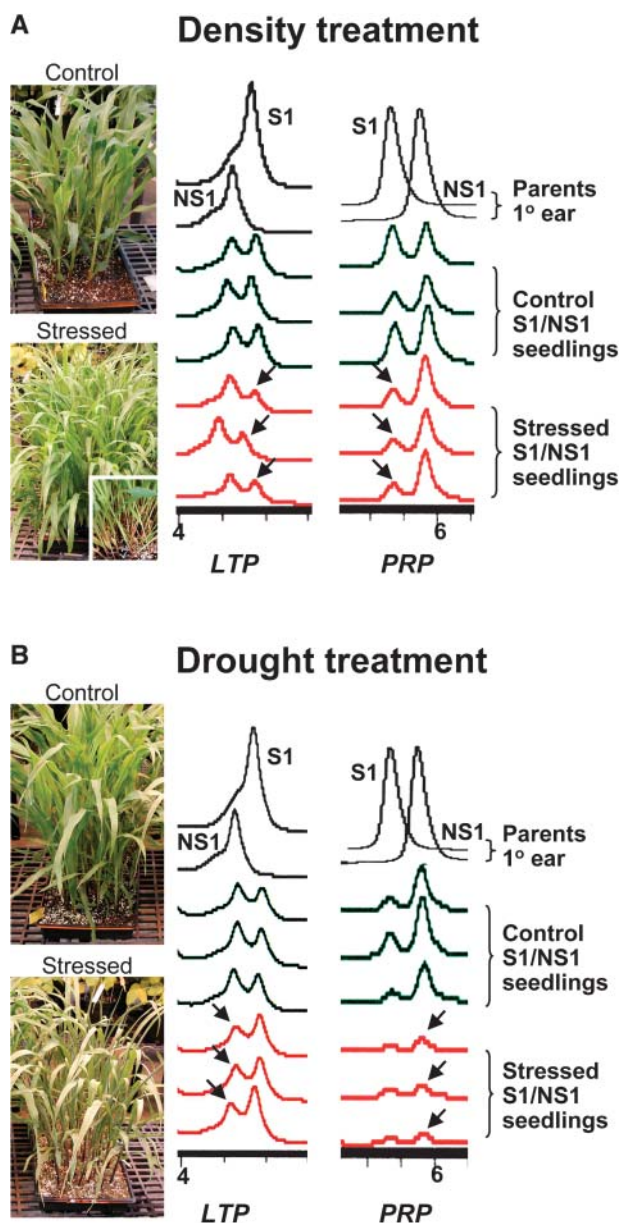 A
Density treatment
Control
S1
NS1
S1
NS1
Parents
1º ear
Control
S1/NS1
seedlings
Stressed
Stressed
S1/NS1
seedlings
4
6
LTP
PRP
B
Drought treatment
Control
S1
NS1
S1
NS1
Parents
1º ear
Control
S1/NS1
seedlings
Stressed
Stressed
S1/NS1
seedlings
4
6
LTP
PRP